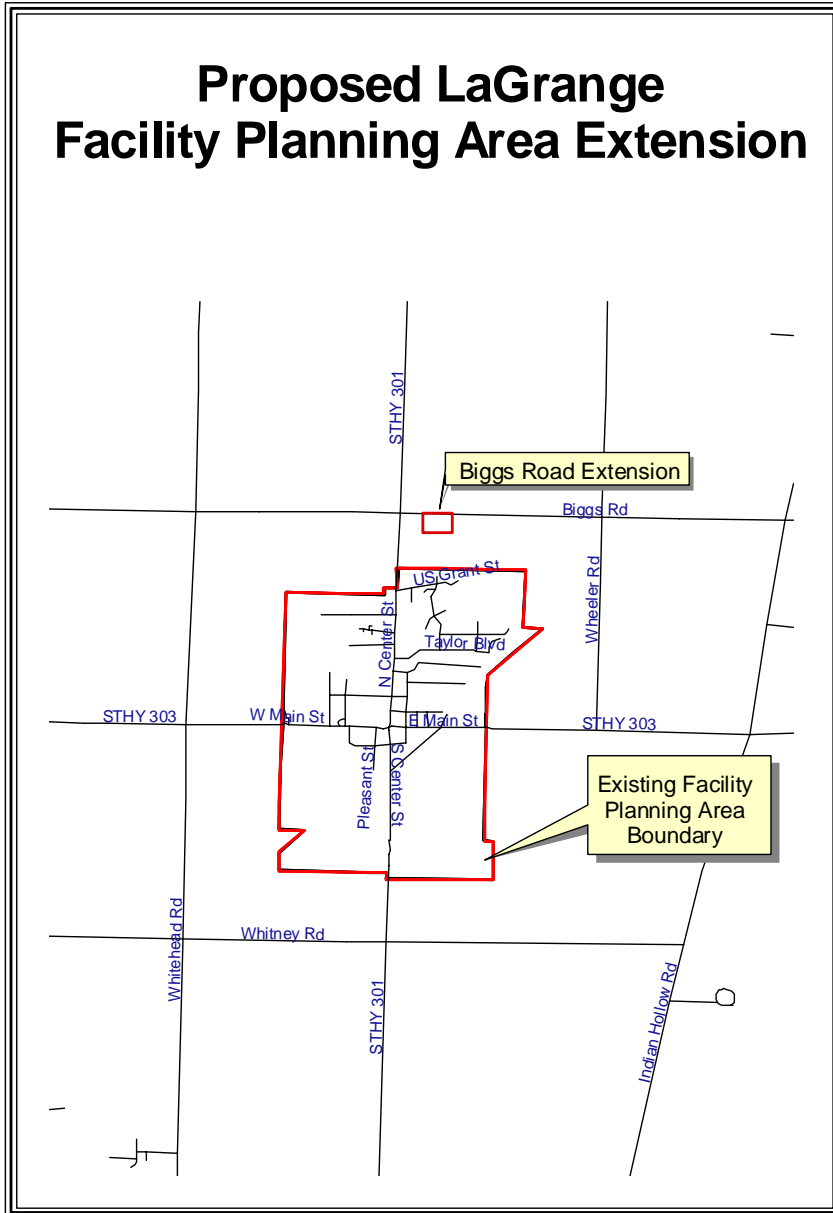 Proposed LaGrange
Facility Planning Area Extension
STHY 301
Biggs Road Extension
Biggs Rd
US Grant St
Wheeler Rd
N Center St
Taylor Blvd
STHY 303
W Main St
E Main St
STHY 303
Pleasant St
S Center St
Existing Facility
Planning Area
Boundary
Whitehead Rd
Whitney Rd
Indian Hollow Rd
STHY 301